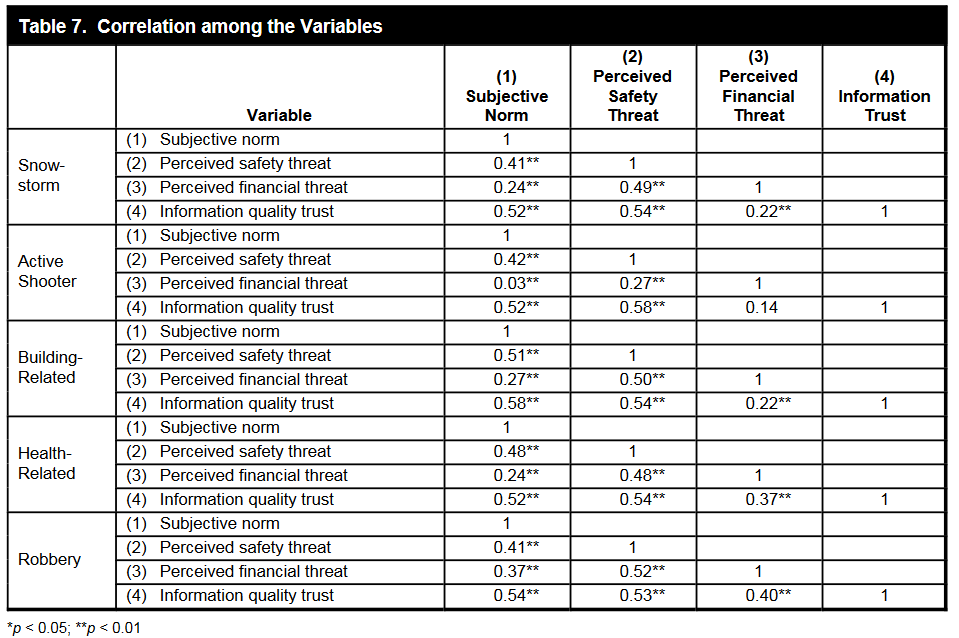 Table 7. Correlation among the Variables
Variable (1) Subjective Norm (2) Perceived Safety Threat (3) Perceived Financial Threat (4) Information Trust
Snow-storm
(1) Subjective norm 1
(2) Perceived safety threat 0.41** 1
(3) Perceived financial threat 0.24** 0.49** 1
(4) Information quality trust 0.52** 0.54** 0.22** 1
Active Shooter
(1) Subjective norm 1
(2) Perceived safety threat 0.42** 1
(3) Perceived financial threat 0.03** 0.27** 1
(4) Information quality trust 0.52** 0.58** 0.14 1
Building-Related
(1) Subjective norm 1
(2) Perceived safety threat 0.51** 1
(3) Perceived financial threat 0.27** 0.50** 1
(4) Information quality trust 0.58** 0.54** 0.22** 1
Health-Related
(1) Subjective norm 1
(2) Perceived safety threat 0.48** 1
(3) Perceived financial threat 0.24** 0.48** 1
(4) Information quality trust 0.52** 0.54** 0.37** 1
Robbery
(1) Subjective norm 1
(2) Perceived safety threat 0.41** 1
(3) Perceived financial threat 0.37** 0.52** 1
(4) Information quality trust 0.54** 0.53** 0.40** 1
*p < 0.05; **p < 0.01